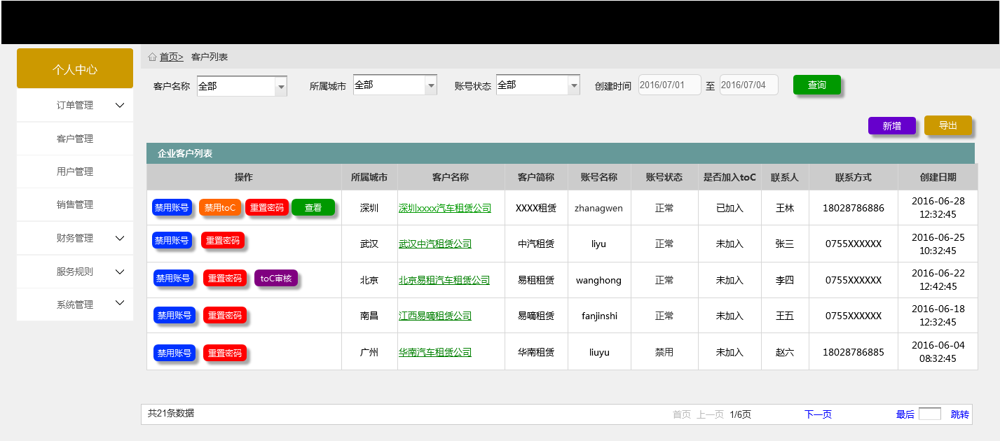 首页> 客户列表
个人中心
订单管理
客户管理
用户管理
销售管理
财务管理
服务规则
系统管理
客户名称 全部 所属城市 全部 账号状态 全部 创建时间 2016/07/01 至 2016/07/04 查询
新增 导出
企业客户列表
操作 所属城市 客户名称 客户简称 账号名称 账号状态 是否加入toC 联系人 联系方式 创建日期
禁用账号 禁用toC 重置密码 查看 深圳 深圳xxxx汽车租赁公司 XXXX租赁 zhanagwen 正常 已加入 王林 18028786886 2016-06-28
12:32:45
禁用账号 重置密码 武汉 武汉中汽租赁公司 中汽租赁 liyu 正常 未加入 张三 0755XXXXXX 2016-06-25
10:32:45
禁用账号 重置密码 toC审核 北京 北京易租汽车租赁公司 易租租赁 wanghong 正常 未加入 李四 0755XXXXXX 2016-06-22
12:42:45
禁用账号 重置密码 南昌 江西易嘀租赁公司 易嘀租赁 fanjinshi 正常 未加入 王五 0755XXXXXX 2016-06-18
12:32:45
禁用账号 重置密码 广州 华南汽车租赁公司 华南租赁 liuyu 禁用 未加入 赵六 18028786885 2016-06-04
08:32:45
共21条数据 首页 上一页 1/6页 下一页 最后 跳转